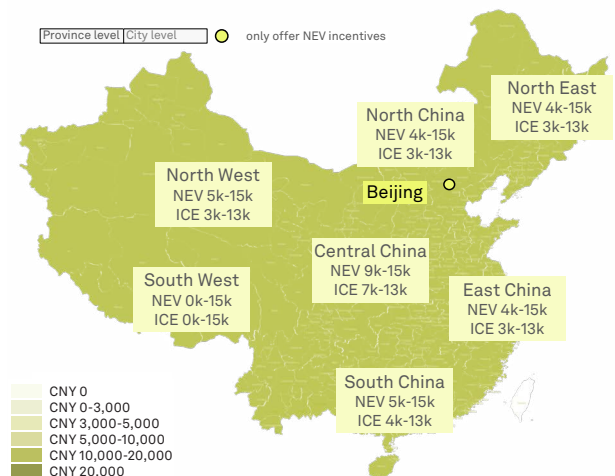 Province level City level only offer NEV incentives
North East
NEV 4k-15k
ICE 3k-13k
North China
NEV 4k-15k
ICE 3k-13k
North West
NEV 5k-15k
ICE 3k-13k
Beijing
Central China
NEV 9k-15k
ICE 7k-13k
South West
NEV 0k-15k
ICE 0k-15k
East China
NEV 4k-15k
ICE 3k-13k
South China
NEV 5k-15k
ICE 4k-13k
CNY 0
CNY 0-3,000
CNY 3,000-5,000
CNY 5,000-10,000
CNY 10,000-20,000
CNY 20,000